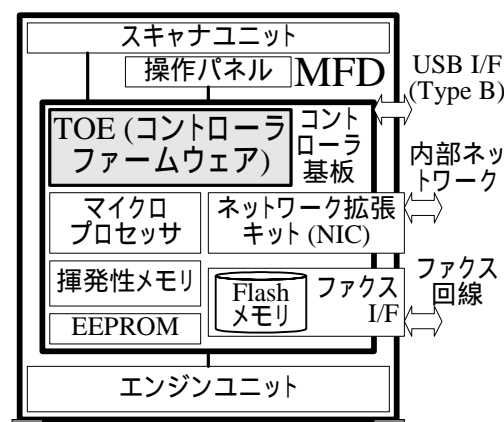 スキャナユニット
操作パネル
MFD
USB I/F
(Type B)
TOE (コントローラ
ファームウェア)
コント
ローラ
基板
内部ネッ
トワーク
マイクロ
プロセッサ
ネットワーク拡張
キット (NIC)
揮発性メモリ
Flash
メモリ
ファクス
I/F
ファクス
回線
EEPROM
エンジンユニット